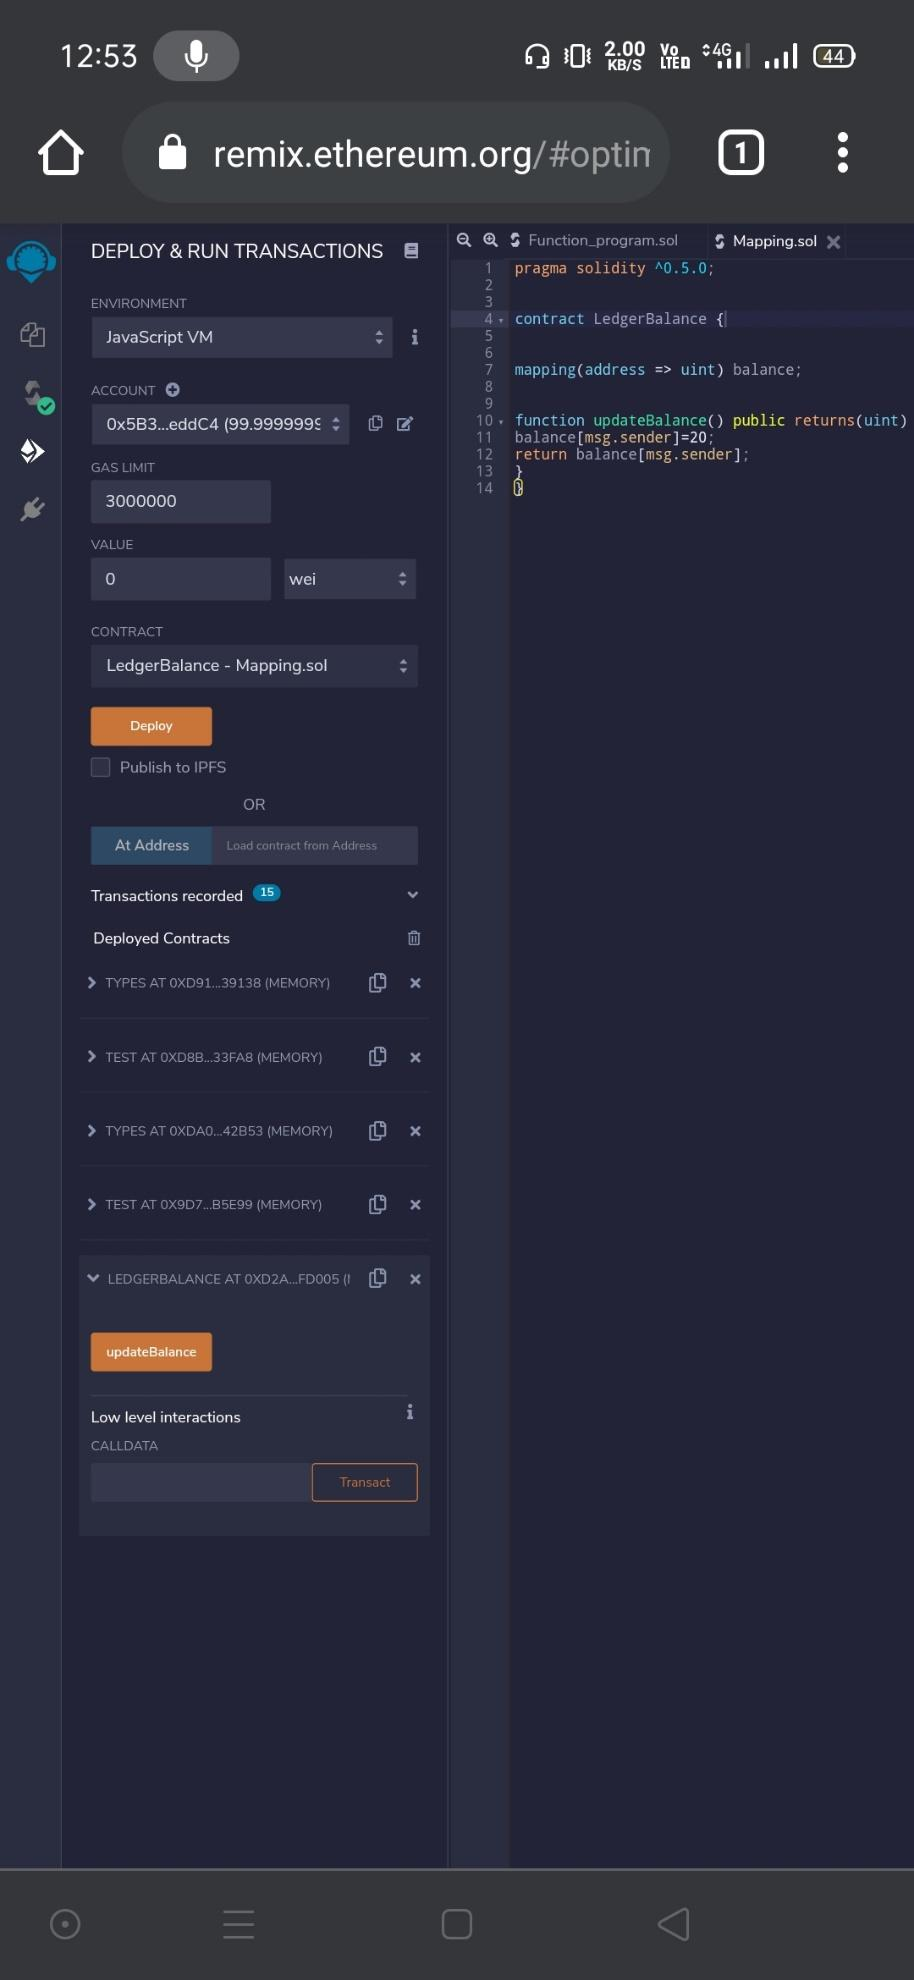 12:53
2.00 KB/S
Vo LTE
4G
44
remix.ethereum.org/#optin
1
DEPLOY & RUN TRANSACTIONS
ENVIRONMENT
JavaScript VM
ACCOUNT
0x5B3...eddC4 (99.9999999
GAS LIMIT
3000000
VALUE
0
wei
CONTRACT
LedgerBalance - Mapping.sol
Deploy
Publish to IPFS
OR
At Address
Load contract from Address
Transactions recorded 15
Deployed Contracts
TYPES AT 0XD91...39138 (MEMORY)
TEST AT 0XD8B...33FA8 (MEMORY)
TYPES AT 0XDA0...42B53 (MEMORY)
TEST AT 0X9D7...B5E99 (MEMORY)
LEDGERBALANCE AT 0XD2A...FD005 (
updateBalance
Low level interactions
CALLDATA
Transact
Function_program.sol
Mapping.sol
1 pragma solidity ^0.5.0;
2
3
4 contract LedgerBalance {
5
6
7 mapping(address => uint) balance;
8
9
10 function updateBalance() public returns(uint)
11 balance[msg.sender]=20;
12 return balance[msg.sender];
13 }
14 }